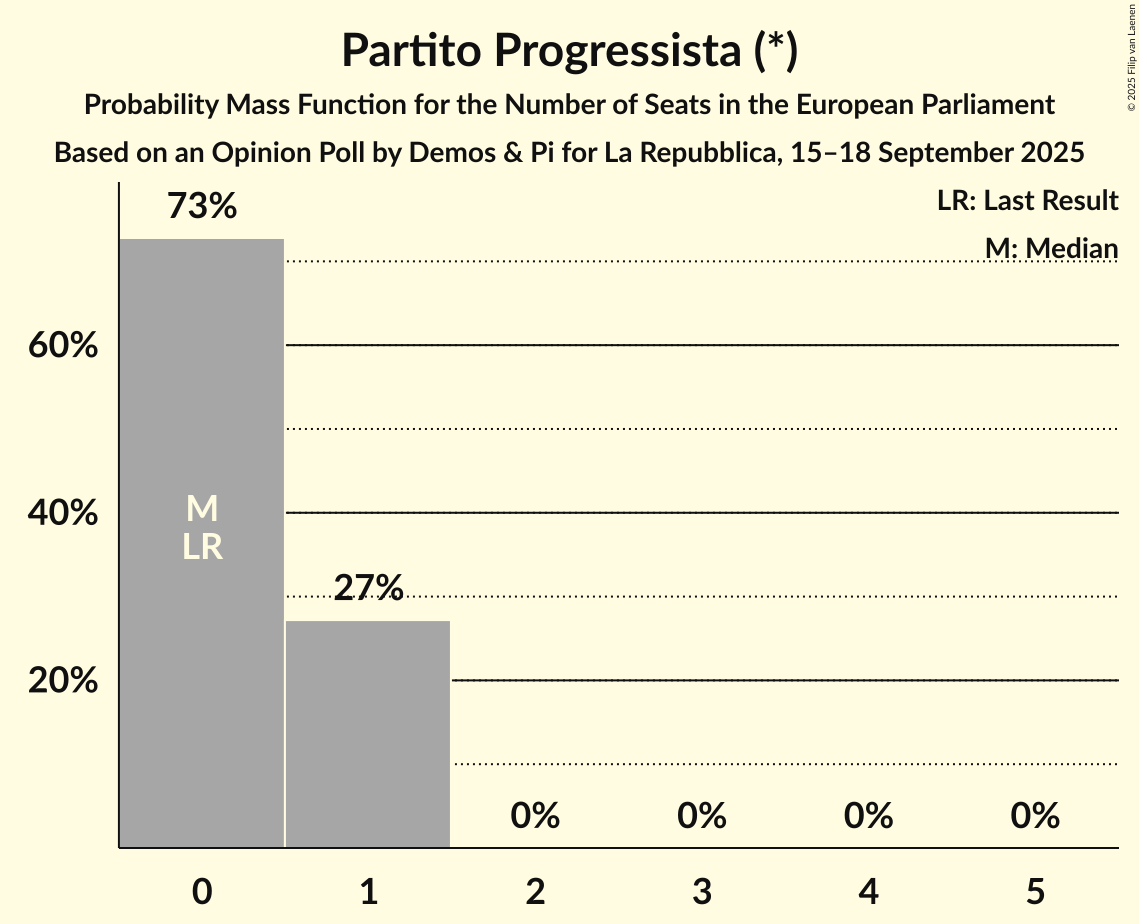 Partito Progressista (*)
Probability Mass Function for the Number of Seats in the European Parliament
Based on an Opinion Poll by Demos & Pi for La Repubblica, 15–18 September 2025
© 2025 Filip van Laenen
LR: Last Result
M: Median
73%
60%
40%
20%
M
LR
27%
0%
0%
0%
0%
0
1
2
3
4
5